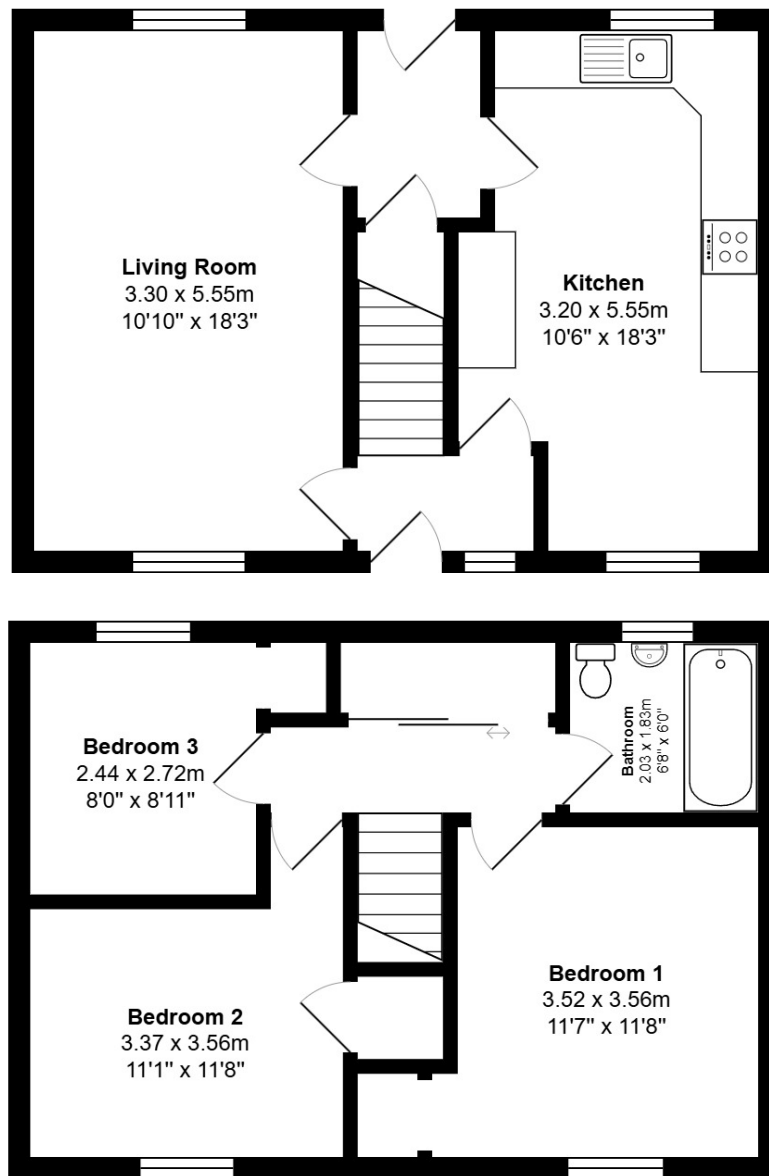 Living Room
3.30 x 5.55m
10'10" x 18'3"
Kitchen
3.20 x 5.55m
10'6" x 18'3"
Bedroom 3
2.44 x 2.72m
8'0" x 8'11"
Bathroom
2.03 x 1.83m
6'8" x 6'0"
Bedroom 2
3.37 x 3.56m
11'1" x 11'8"
Bedroom 1
3.52 x 3.56m
11'7" x 11'8"